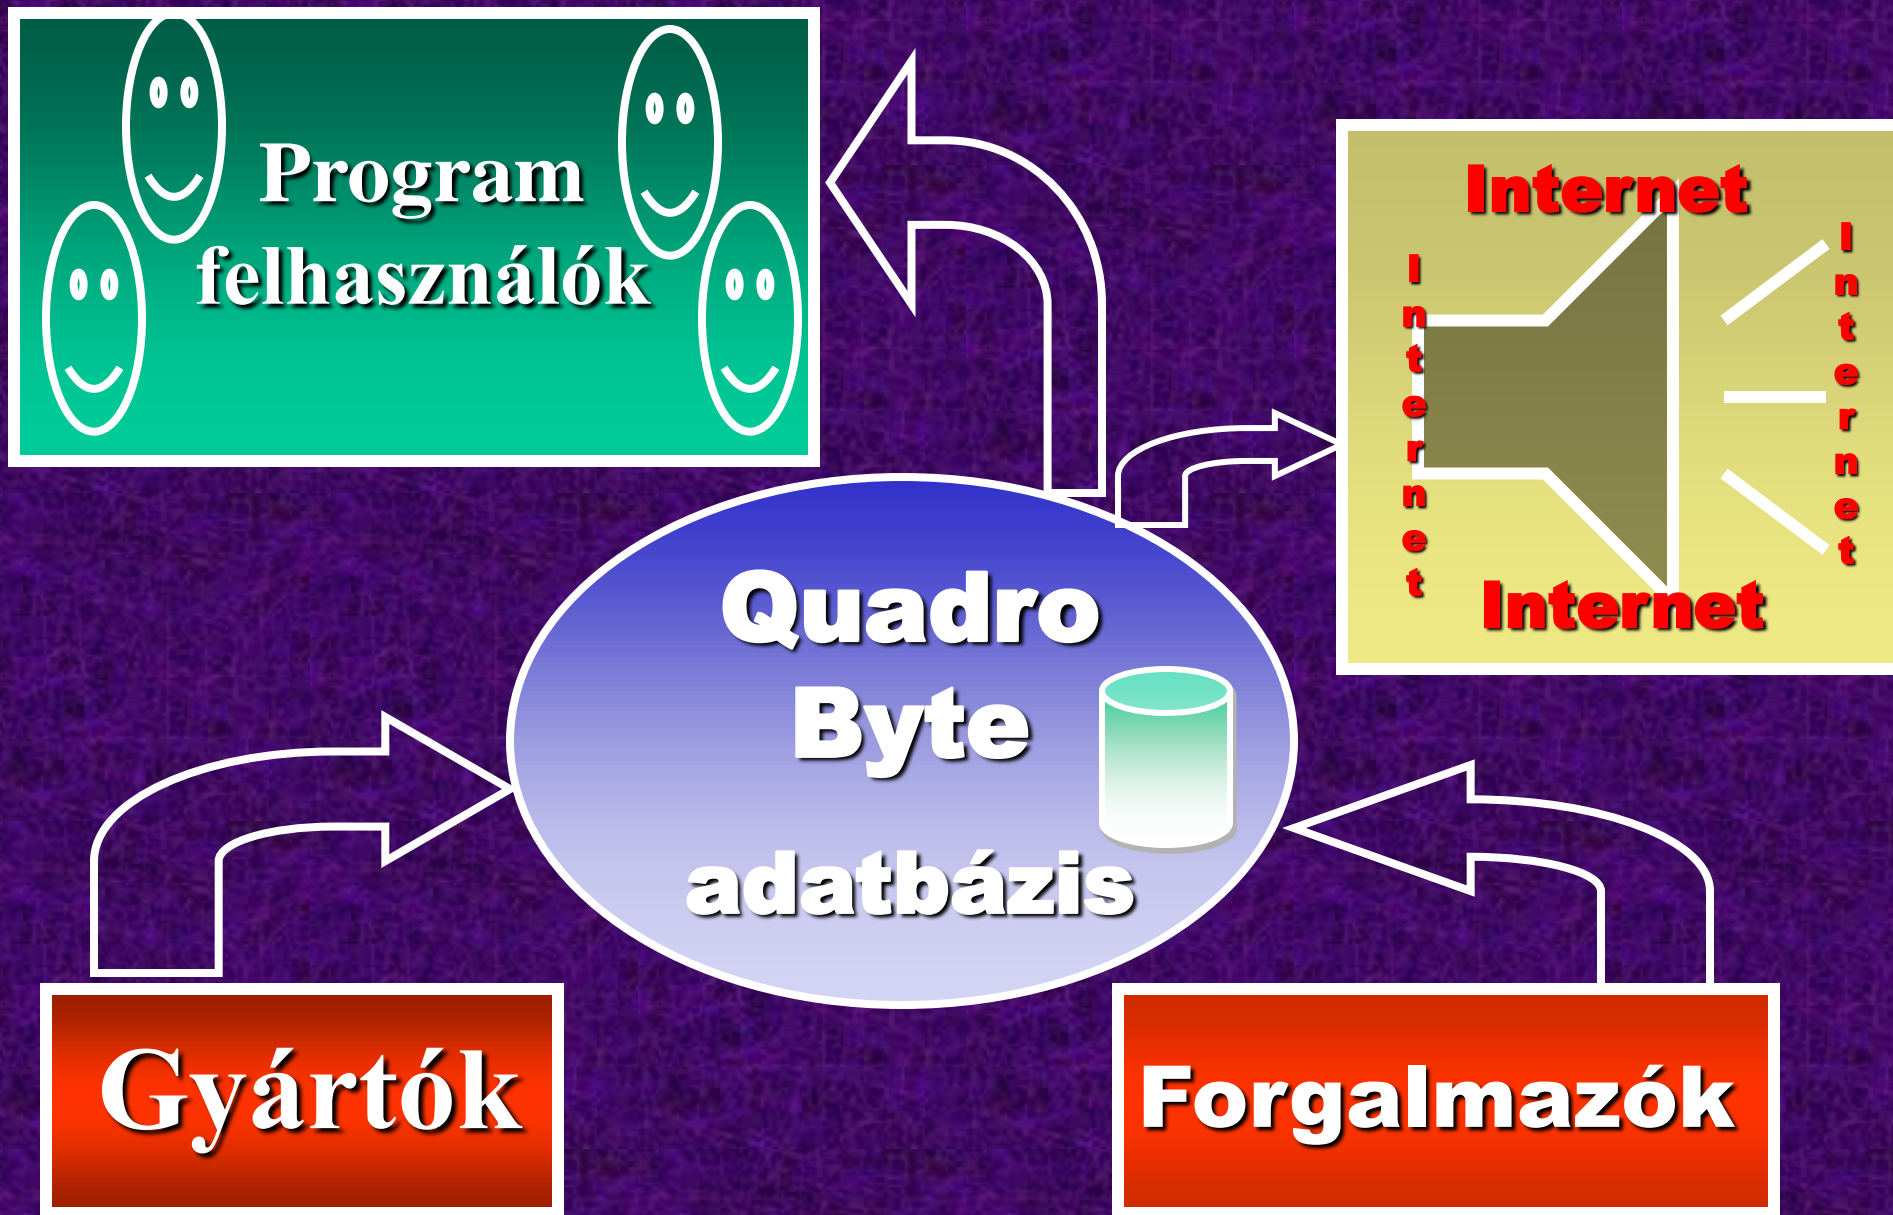 Program
felhasználók
Internet
Internet
Internet
Internet
Quadro
Byte
adatbázis
Gyártók
Forgalmazók